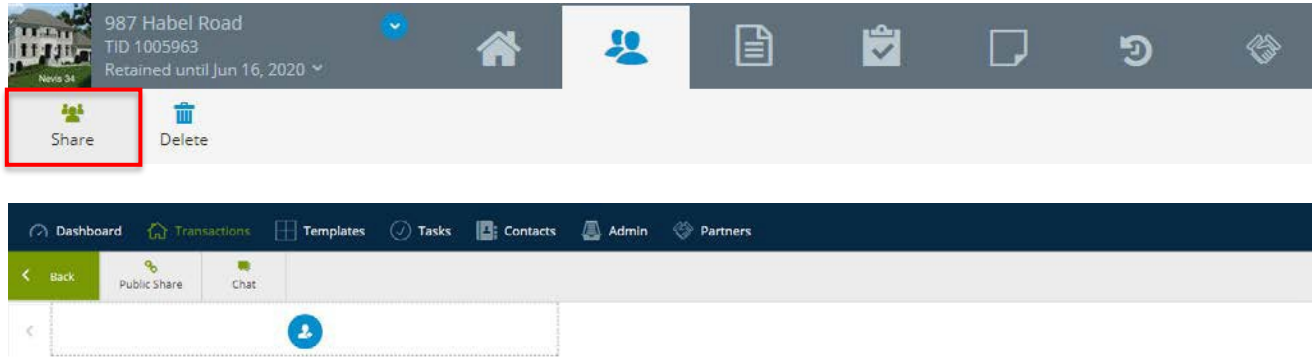 987 Habel Road
TID 1005963
Retained until Jun 16, 2020
Nevis 34
Share Delete
Dashboard Transactions Templates Tasks Contacts Admin Partners
Back Public Share Chat